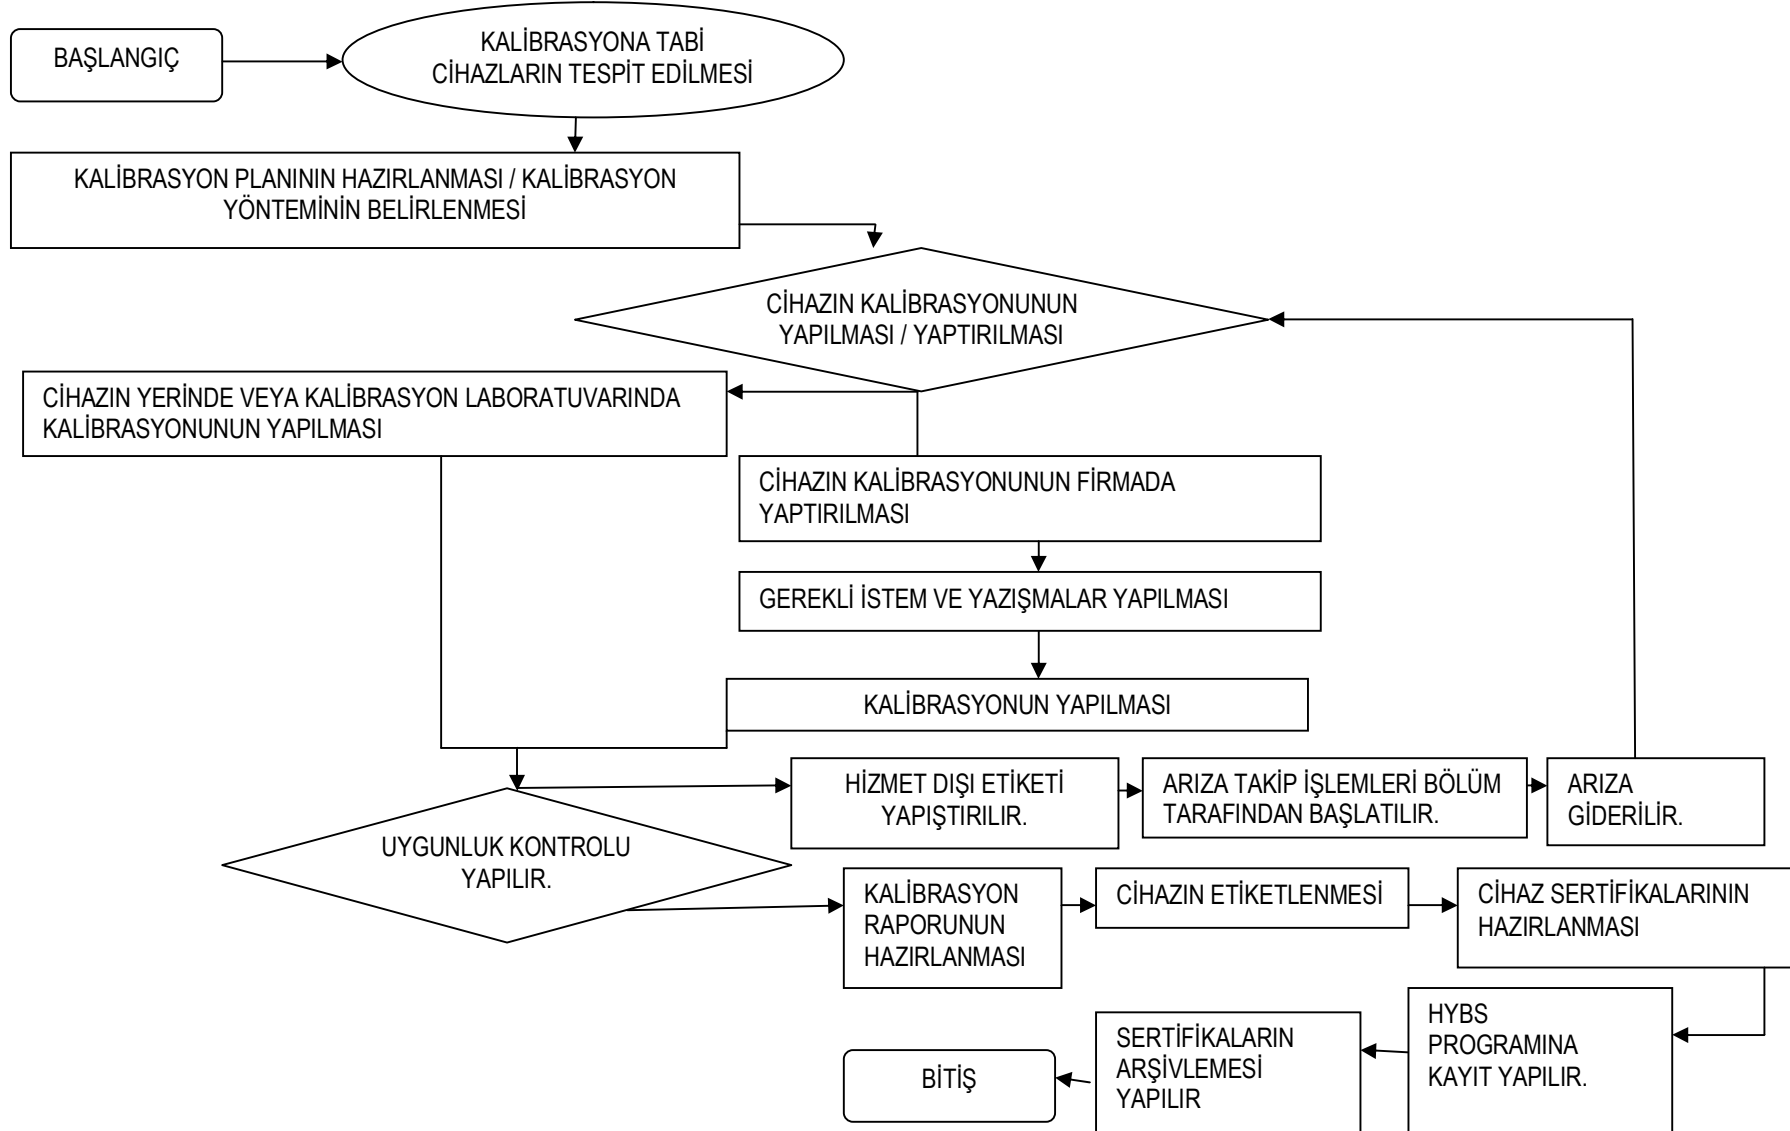 BAŞLANGIÇ
KALİBRASYONA TABİ
CİHAZLARIN TESPİT EDİLMESİ
KALİBRASYON PLANININ HAZIRLANMASI / KALİBRASYON
YÖNTEMİNİN BELİRLENMESİ
CİHAZIN KALİBRASYONUNUN
YAPILMASI / YAPTIRILMASI
CİHAZIN YERİNDE VEYA KALİBRASYON LABORATUVARINDA
KALİBRASYONUNUN YAPILMASI
CİHAZIN KALİBRASYONUNUN FİRMADA
YAPTIRILMASI
GEREKLİ İSTEM VE YAZIŞMALAR YAPILMASI
KALİBRASYONUN YAPILMASI
HİZMET DIŞI ETİKETİ
YAPIŞTIRILIR.
ARIZA TAKİP İŞLEMLERİ BÖLÜM
TARAFINDAN BAŞLATILIR.
ARIZA
GİDERİLİR.
UYGUNLUK KONTROLU
YAPILIR.
KALİBRASYON
RAPORUNUN
HAZIRLANMASI
CİHAZIN ETİKETLENMESİ
CİHAZ SERTİFİKALARININ
HAZIRLANMASI
HYBS
PROGRAMINA
KAYIT YAPILIR.
SERTİFİKALARIN
ARŞİVLEMESİ
YAPILIR
BİTİŞ